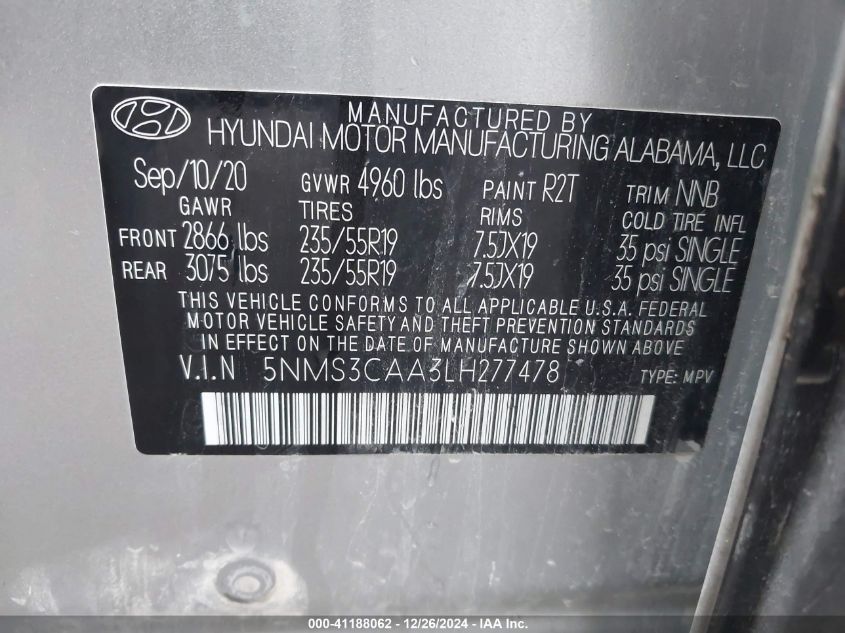 MANUFACTURED BY
HYUNDAI MOTOR MANUFACTURING ALABAMA, LLC
Sep/10/20 GVWR 4960 lbs PAINT R2T TRIM NNB
GAWR TIRES RIMS COLD TIRE INFL
FRONT 2866 lbs 235/55R19 7.5JX19 35 psi SINGLE
REAR 3075 lbs 235/55R19 7.5JX19 35 psi SINGLE
THIS VEHICLE CONFORMS TO ALL APPLICABLE U.S.A. FEDERAL
MOTOR VEHICLE SAFETY AND THEFT PREVENTION STANDARDS
IN EFFECT ON THE DATE OF MANUFACTURE SHOWN ABOVE.
V.I.N 5NMS3CAA3LH277478 TYPE: MPV
000-41188062 - 12/26/2024 - IAA Inc.